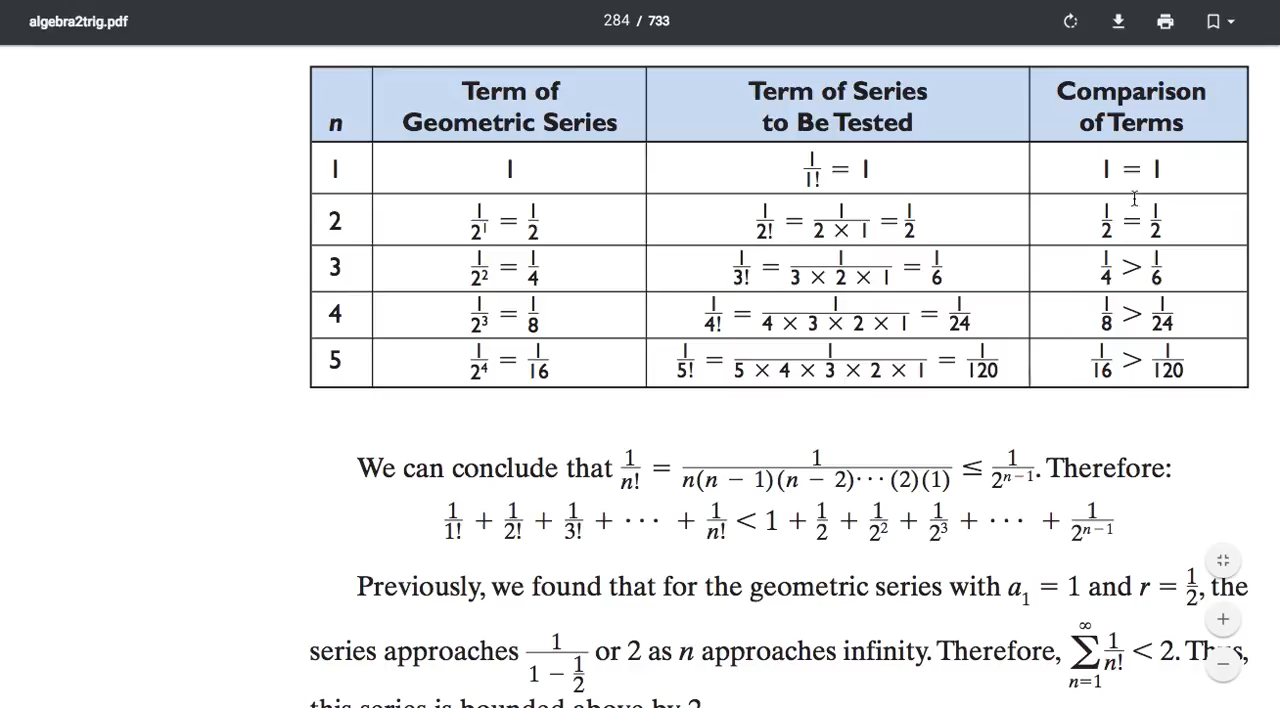 algebra2trig.pdf
284 / 733
n Term of Geometric Series Term of Series to Be Tested Comparison of Terms
1 1 1/1! = 1 1 = 1
2 1/2¹ = 1/2 1/2! = 1/(2 × 1) = 1/2 1/2 = 1/2
3 1/2² = 1/4 1/3! = 1/(3 × 2 × 1) = 1/6 1/4 > 1/6
4 1/2³ = 1/8 1/4! = 1/(4 × 3 × 2 × 1) = 1/24 1/8 > 1/24
5 1/2⁴ = 1/16 1/5! = 1/(5 × 4 × 3 × 2 × 1) = 1/120 1/16 > 1/120
We can conclude that 1/n! = 1/(n(n − 1)(n − 2)···(2)(1)) ≤ 1/2ⁿ⁻¹. Therefore:
1/1! + 1/2! + 1/3! + ··· + 1/n! < 1 + 1/2 + 1/2² + 1/2³ + ··· + 1/2ⁿ⁻¹
Previously, we found that for the geometric series with a₁ = 1 and r = 1/2, the
series approaches 1/(1 − 1/2) or 2 as n approaches infinity. Therefore, ∞∑n=1 1/n! < 2. Thus,
this series is bounded above by 2.